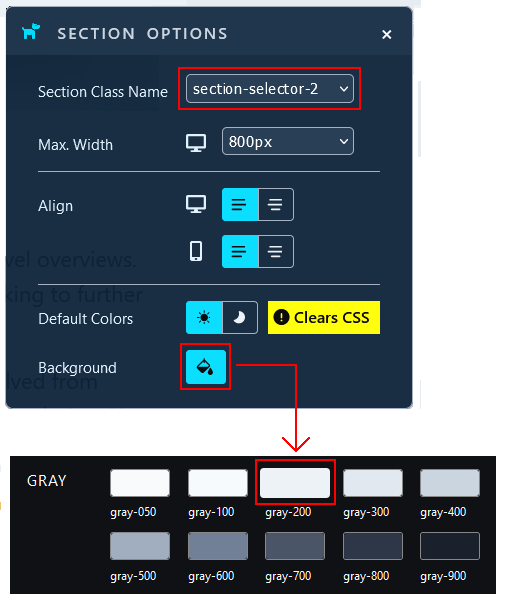 SECTION OPTIONS
Section Class Name section-selector-2
Max. Width 800px
Align
vel overviews.
king to further
Default Colors Clears CSS
Background
lved from
GRAY
gray-050 gray-100 gray-200 gray-300 gray-400
gray-500 gray-600 gray-700 gray-800 gray-900